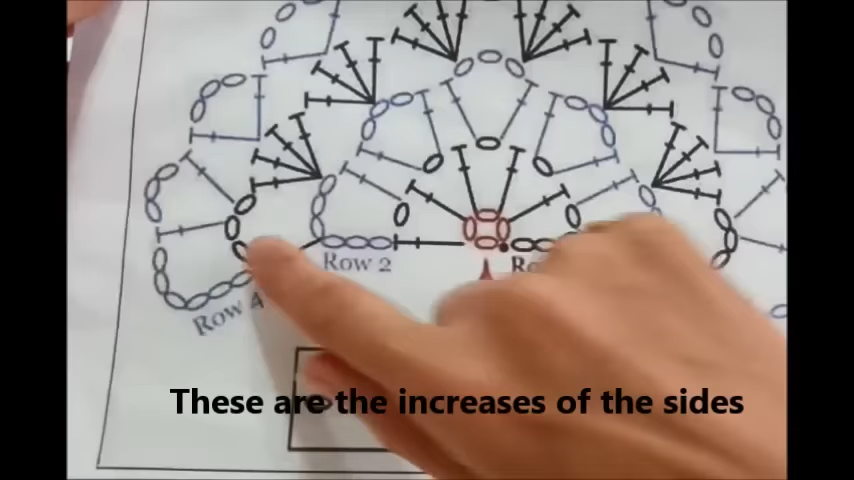 Row 2
Row 4
These are the increases of the sides